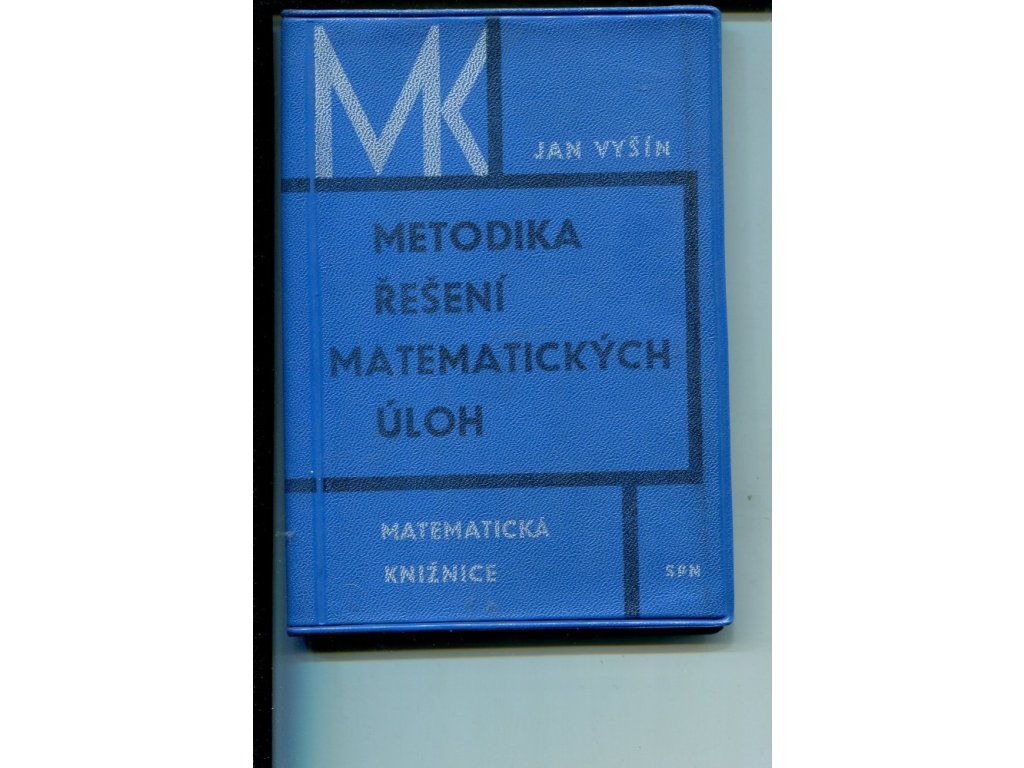 MK
JAN VYŠÍN
METODIKA
ŘEŠENÍ
MATEMATICKÝCH
ÚLOH
MATEMATICKÁ
KNIŽNICE
SPN